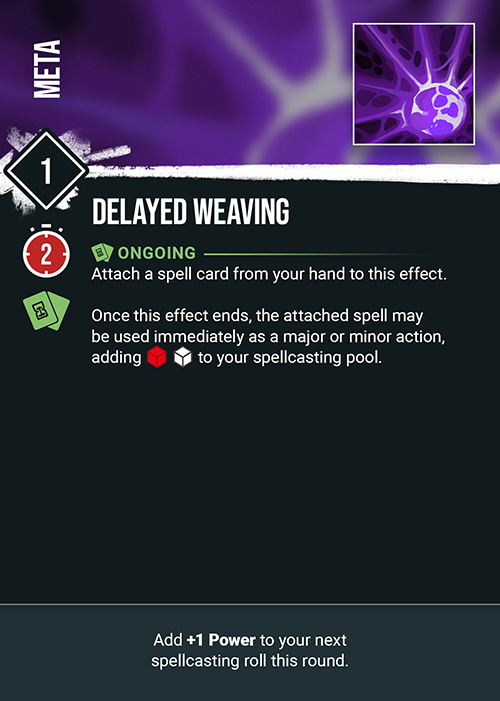 META
1
DELAYED WEAVING
2
ONGOING
Attach a spell card from your hand to this effect.
Once this effect ends, the attached spell may
be used immediately as a major or minor action,
adding to your spellcasting pool.
Add +1 Power to your next
spellcasting roll this round.